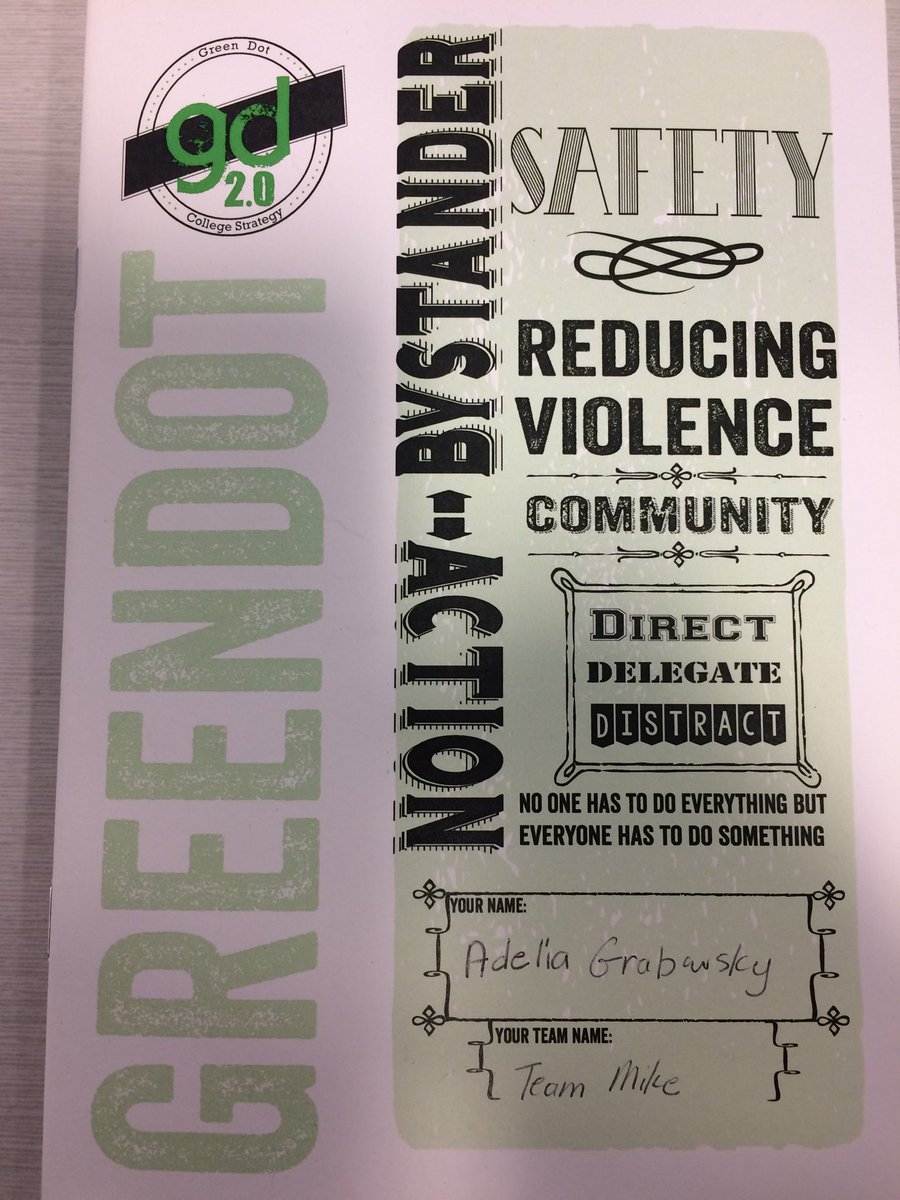 Green Dot
gd
2.0
College Strategy
GREENDOT
BYSTANDER
ACTION
SAFETY
REDUCING
VIOLENCE
COMMUNITY
DIRECT
DELEGATE
DISTRACT
NO ONE HAS TO DO EVERYTHING BUT
EVERYONE HAS TO DO SOMETHING
YOUR NAME:
Adelia Grabowsky
YOUR TEAM NAME:
Team Mike